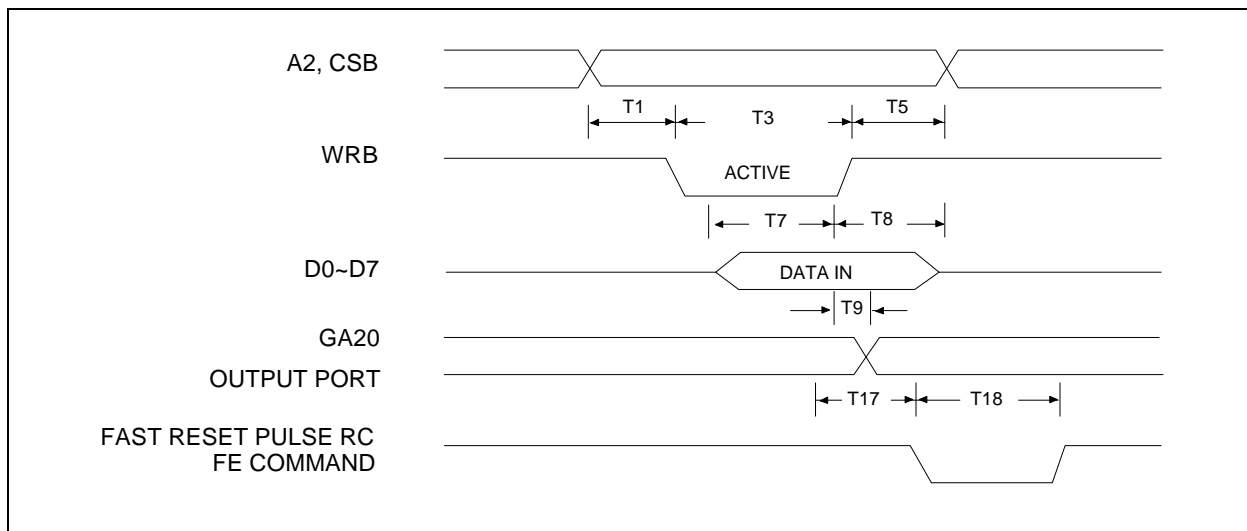 A2, CSB
T1
T3
T5
WRB
ACTIVE
T7
T8
D0~D7
DATA IN
T9
GA20
OUTPUT PORT
T17
T18
FAST RESET PULSE RC
FE COMMAND